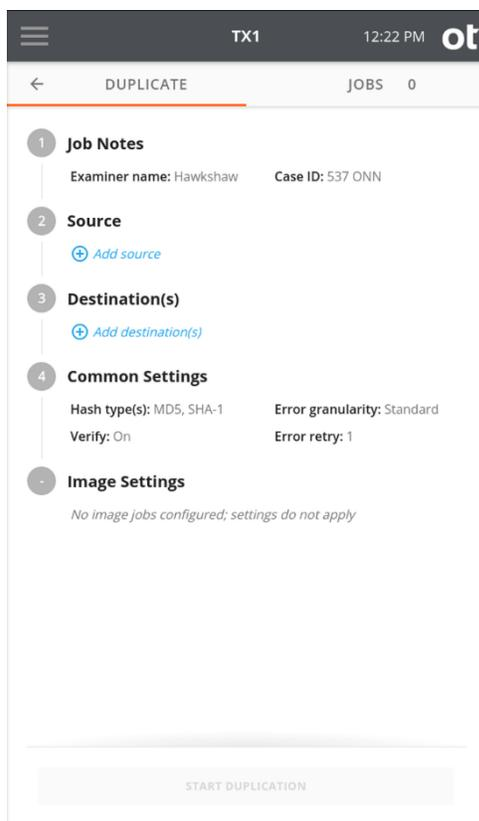 TX1 12:22 PM ot
DUPLICATE JOBS 0
1 Job Notes
Examiner name: Hawkshaw Case ID: 537 ONN
2 Source
Add source
3 Destination(s)
Add destination(s)
4 Common Settings
Hash type(s): MD5, SHA-1 Error granularity: Standard
Verify: On Error retry: 1
- Image Settings
No image jobs configured; settings do not apply
START DUPLICATION